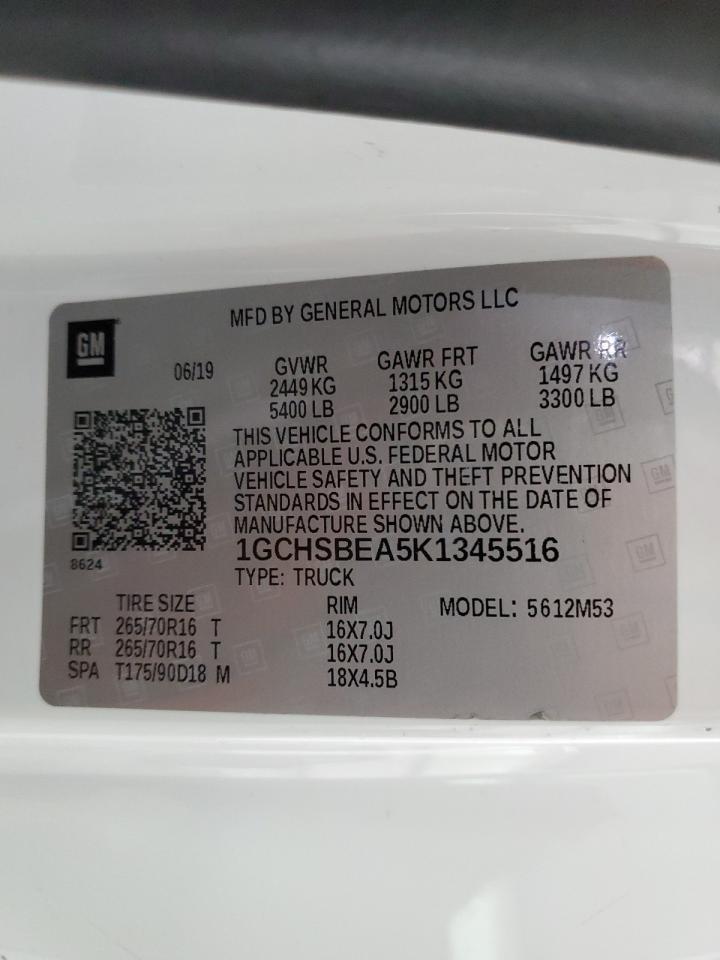 MFD BY GENERAL MOTORS LLC
GM
06/19 GVWR GAWR FRT GAWR RR
2449 KG 1315 KG 1497 KG
5400 LB 2900 LB 3300 LB
THIS VEHICLE CONFORMS TO ALL
APPLICABLE U.S. FEDERAL MOTOR
VEHICLE SAFETY AND THEFT PREVENTION
STANDARDS IN EFFECT ON THE DATE OF
MANUFACTURE SHOWN ABOVE.
1GCHSBEA5K1345516
8624
TYPE: TRUCK
TIRE SIZE RIM MODEL: 5612M53
FRT 265/70R16 T 16X7.0J
RR 265/70R16 T 16X7.0J
SPA T175/90D18 M 18X4.5B